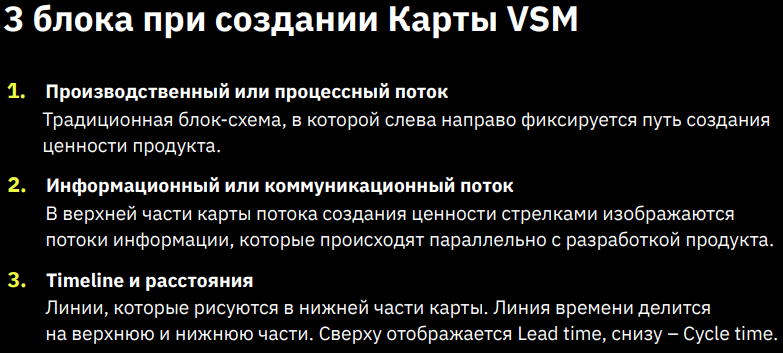 3 блока при создании Карты VSM
1. Производственный или процессный поток
Традиционная блок-схема, в которой слева направо фиксируется путь создания
ценности продукта.
2. Информационный или коммуникационный поток
В верхней части карты потока создания ценности стрелками изображаются
потоки информации, которые происходят параллельно с разработкой продукта.
3. Timeline и расстояния
Линии, которые рисуются в нижней части карты. Линия времени делится
на верхнюю и нижнюю части. Сверху отображается Lead time, снизу – Cycle time.